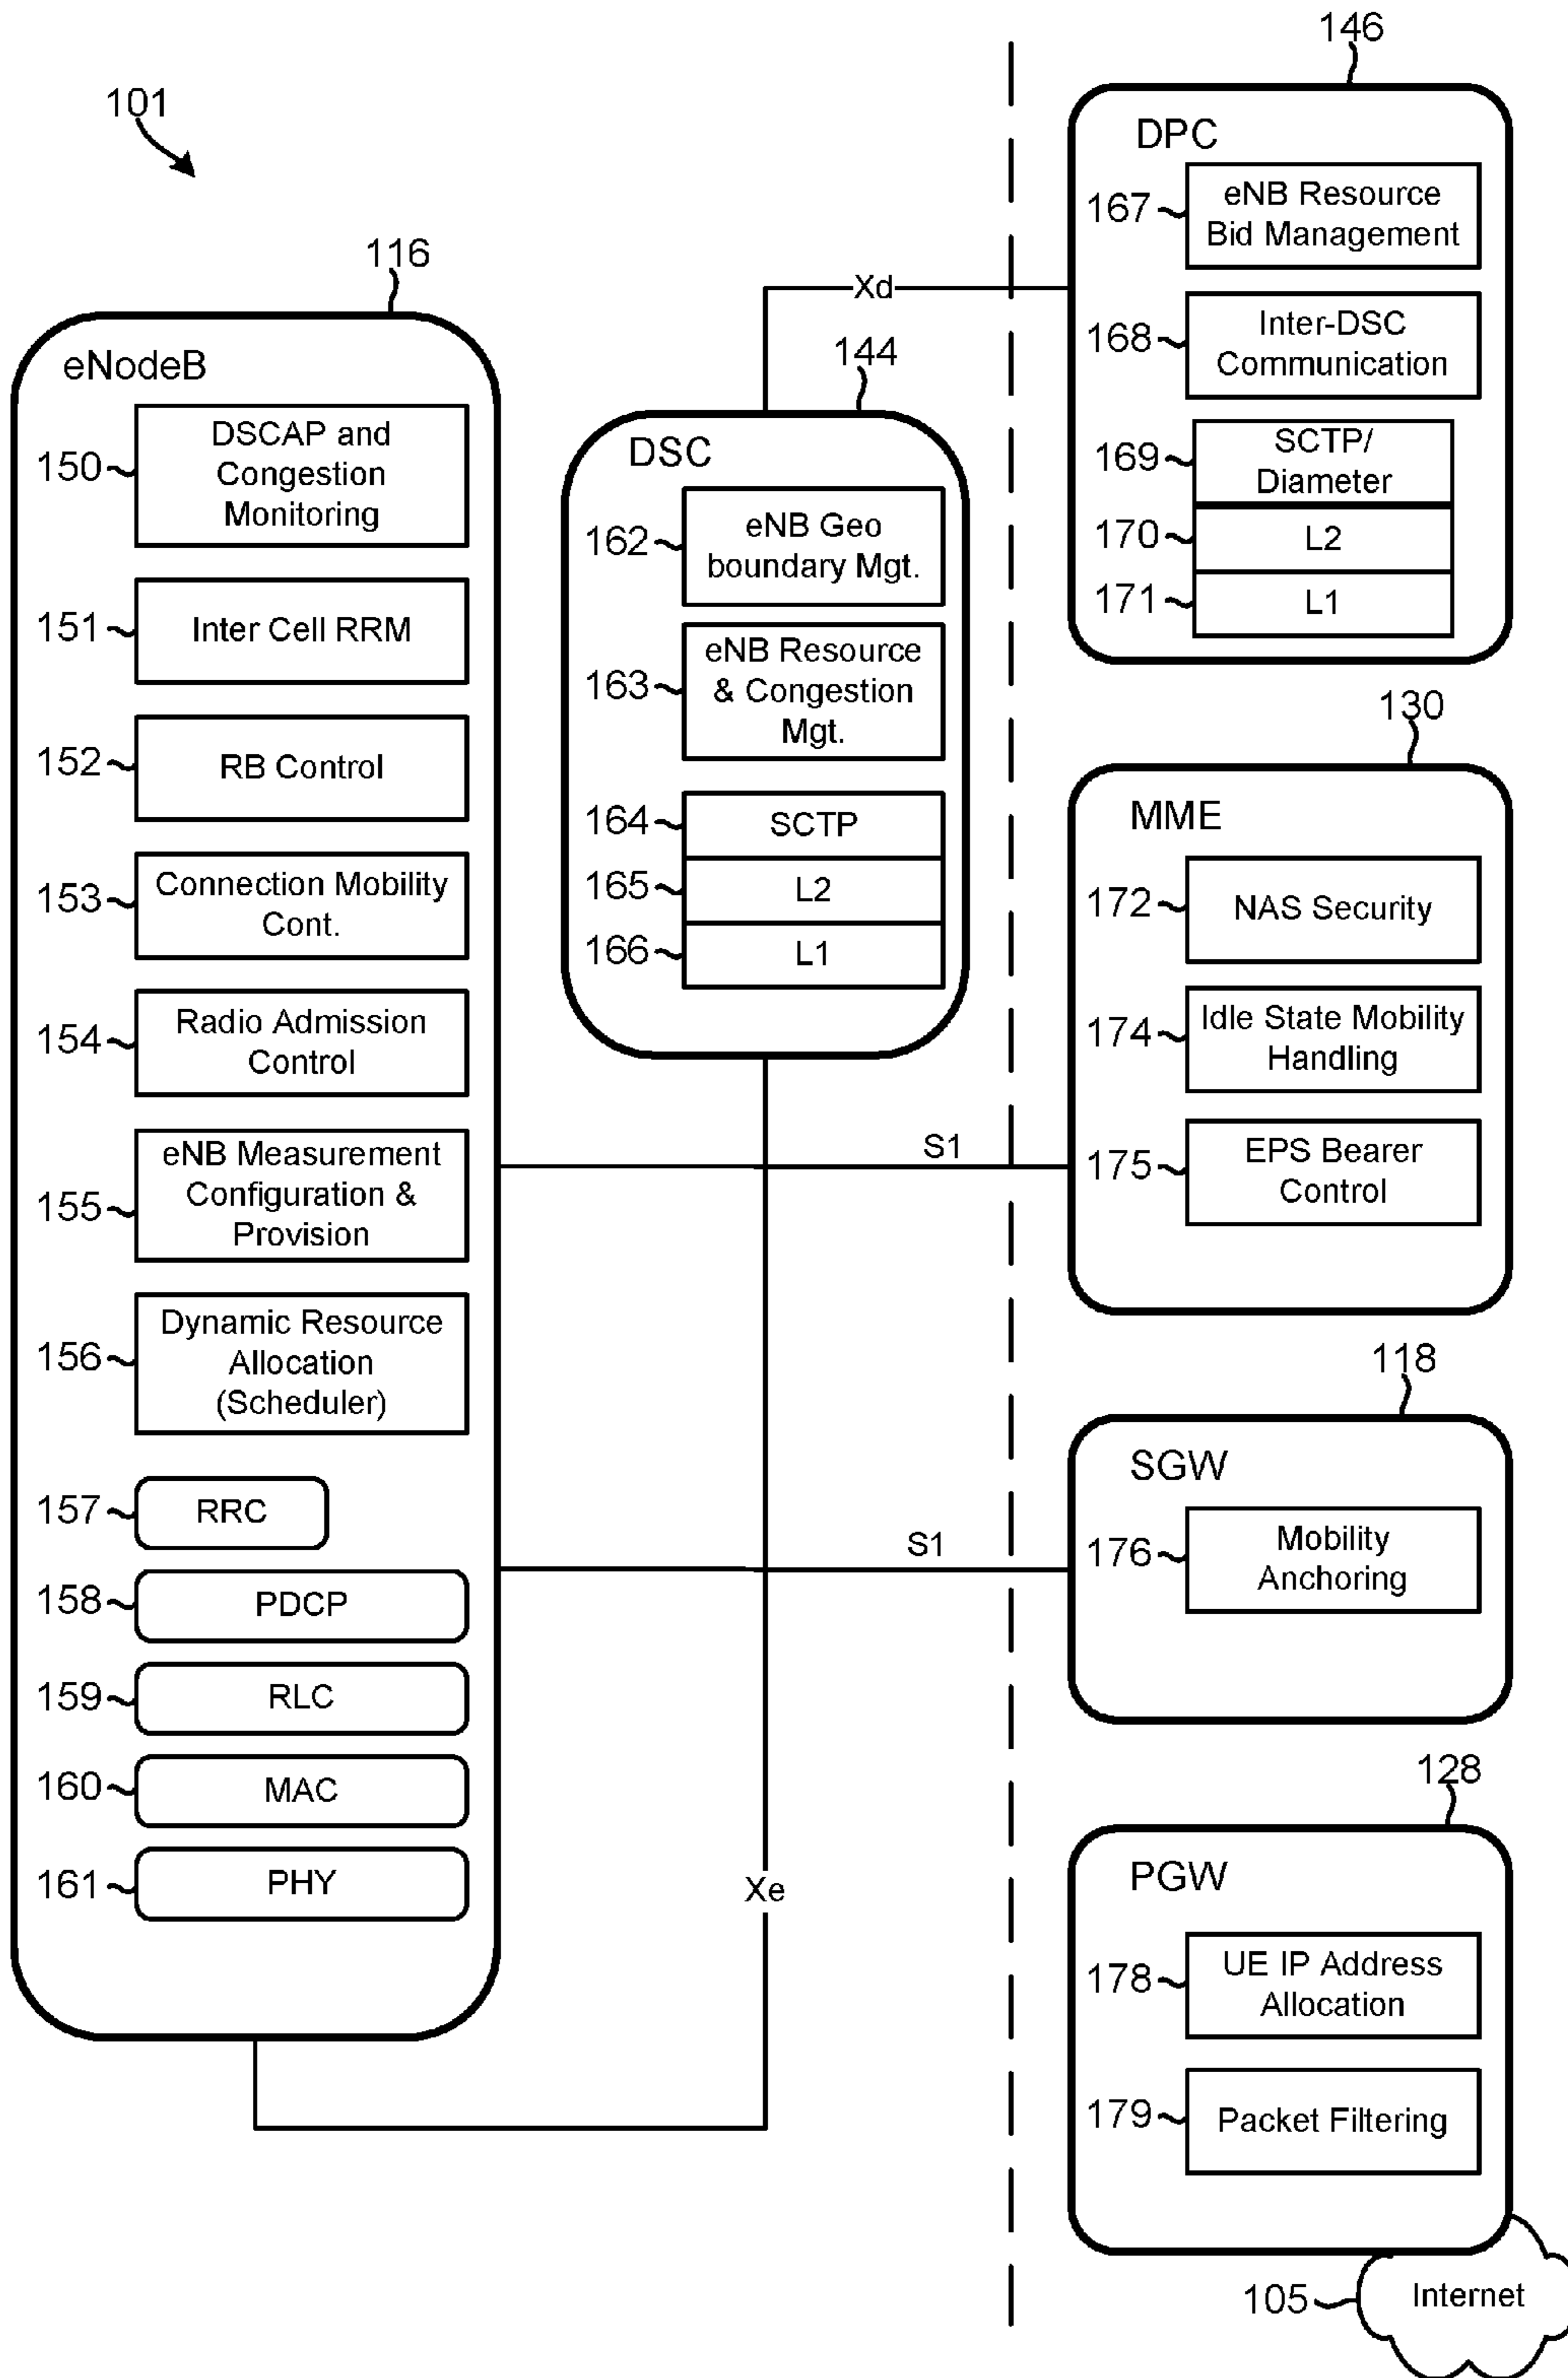 101
116
eNodeB
150
DSCAP and
Congestion
Monitoring
151
Inter Cell RRM
152
RB Control
153
Connection Mobility
Cont.
154
Radio Admission
Control
155
eNB Measurement
Configuration &
Provision
156
Dynamic Resource
Allocation
(Scheduler)
157
RRC
158
PDCP
159
RLC
160
MAC
161
PHY
Xd
144
DSC
162
eNB Geo
boundary Mgt.
163
eNB Resource
& Congestion
Mgt.
164
SCTP
165
L2
166
L1
S1
S1
Xe
146
DPC
167
eNB Resource
Bid Management
168
Inter-DSC
Communication
169
SCTP/
Diameter
170
L2
171
L1
130
MME
172
NAS Security
174
Idle State Mobility
Handling
175
EPS Bearer
Control
118
SGW
176
Mobility
Anchoring
128
PGW
178
UE IP Address
Allocation
179
Packet Filtering
105
Internet